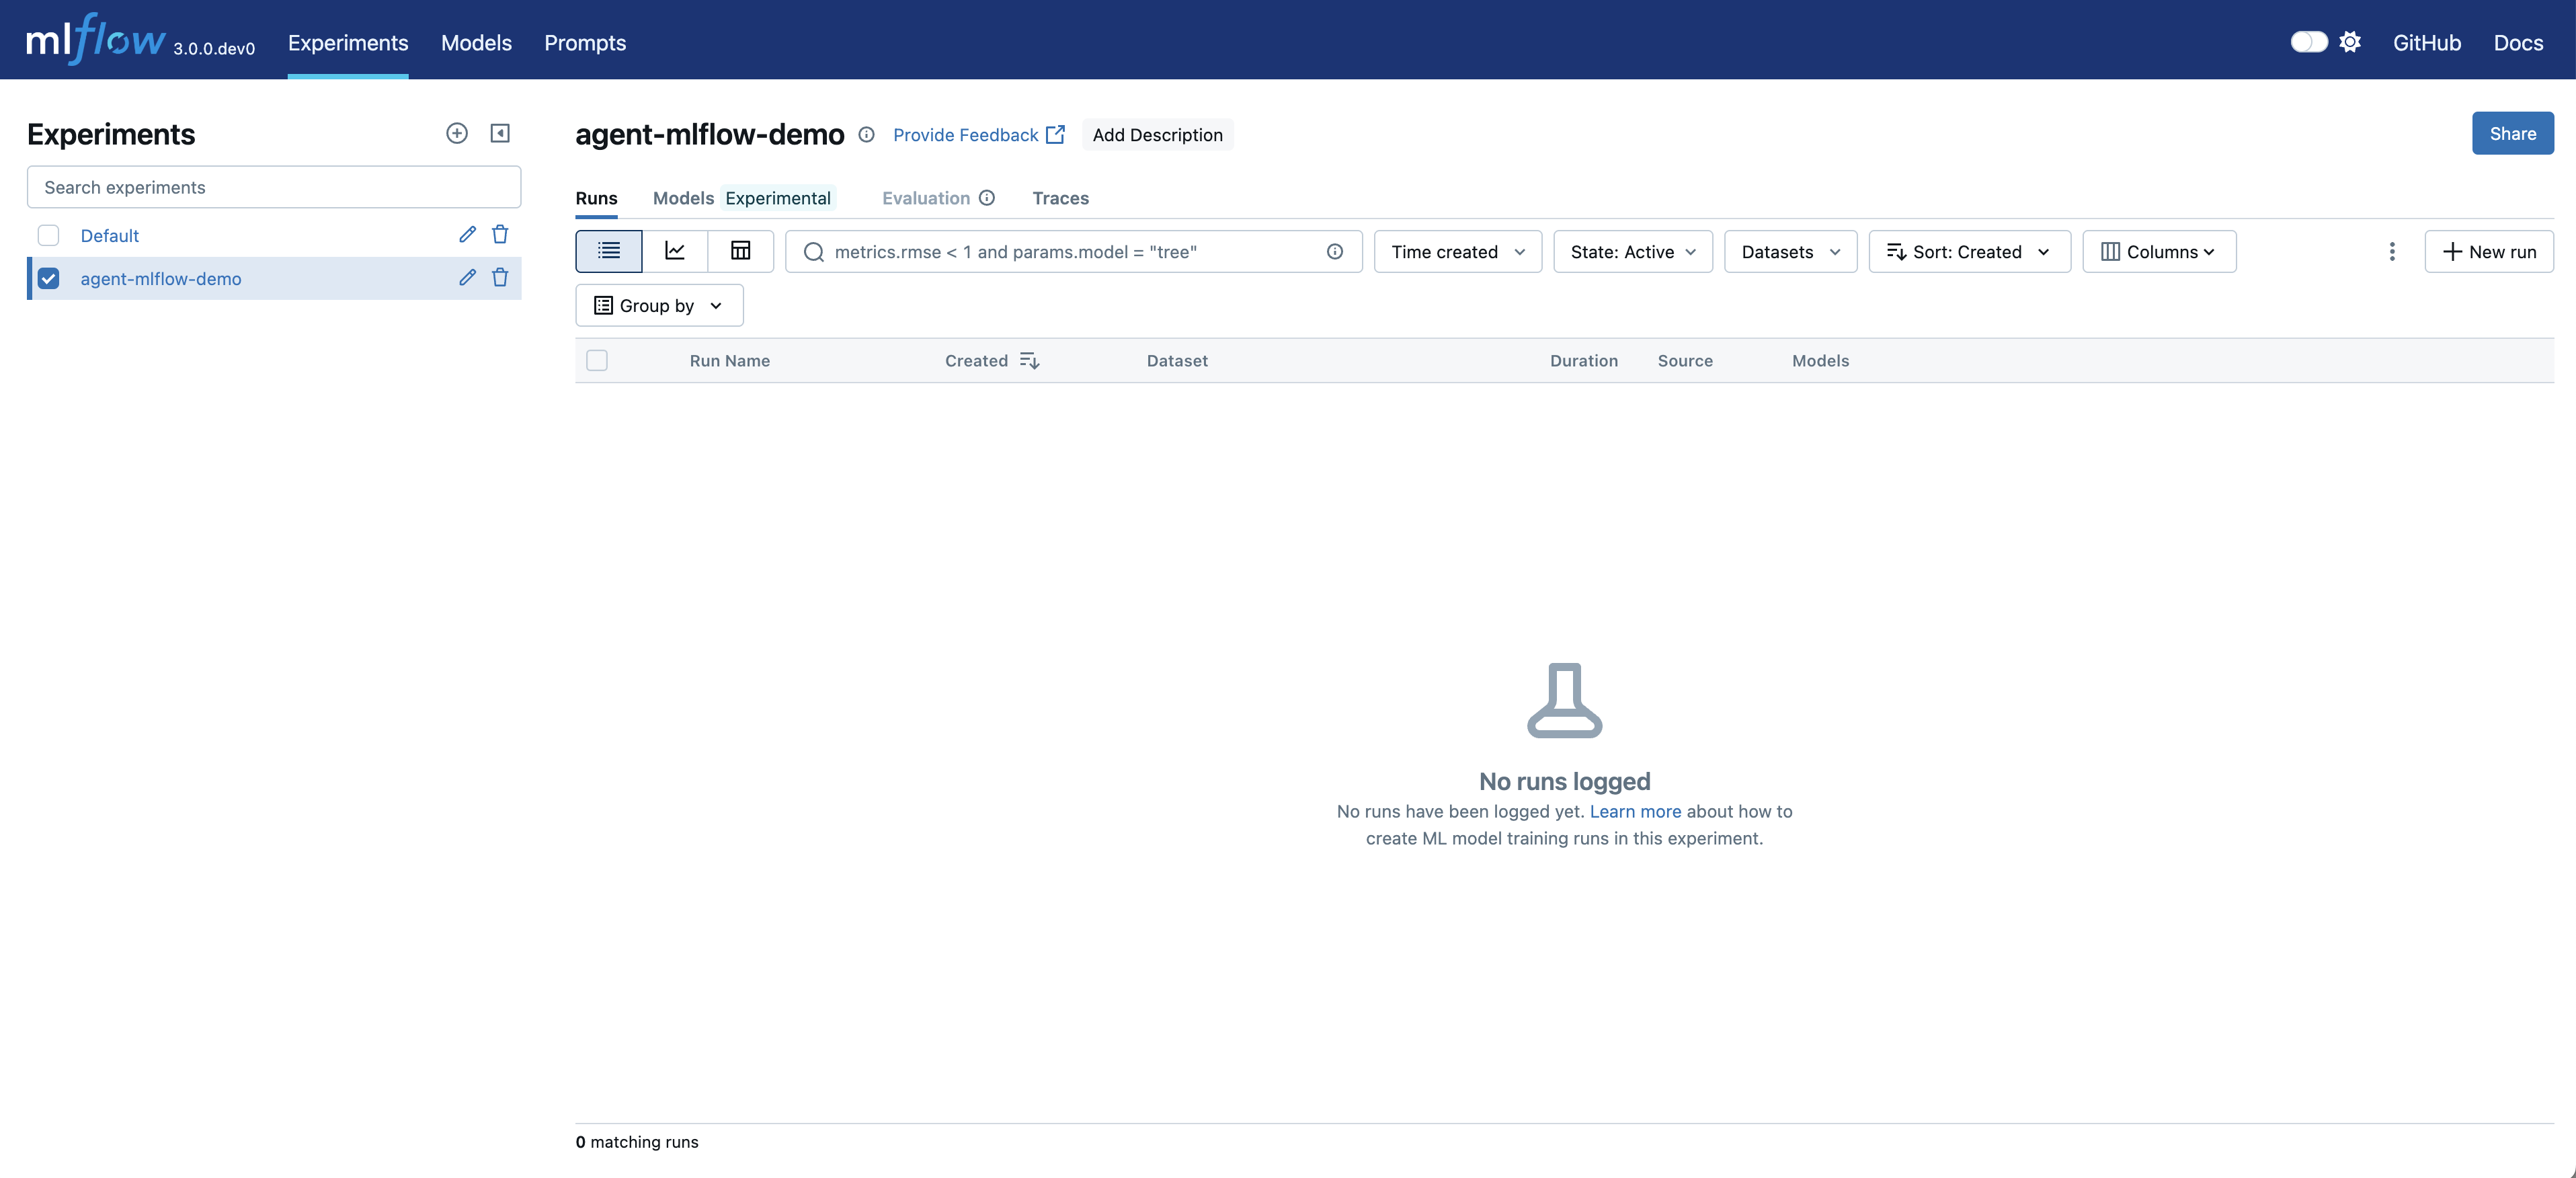 mlflow 3.0.0.dev0 Experiments Models Prompts GitHub Docs
Experiments
Search experiments
Default
agent-mlflow-demo
agent-mlflow-demo Provide Feedback Add Description Share
Runs Models Experimental Evaluation Traces
metrics.rmse < 1 and params.model = "tree" Time created State: Active Datasets Sort: Created Columns New run
Group by
Run Name Created Dataset Duration Source Models
No runs logged
No runs have been logged yet. Learn more about how to
create ML model training runs in this experiment.
0 matching runs